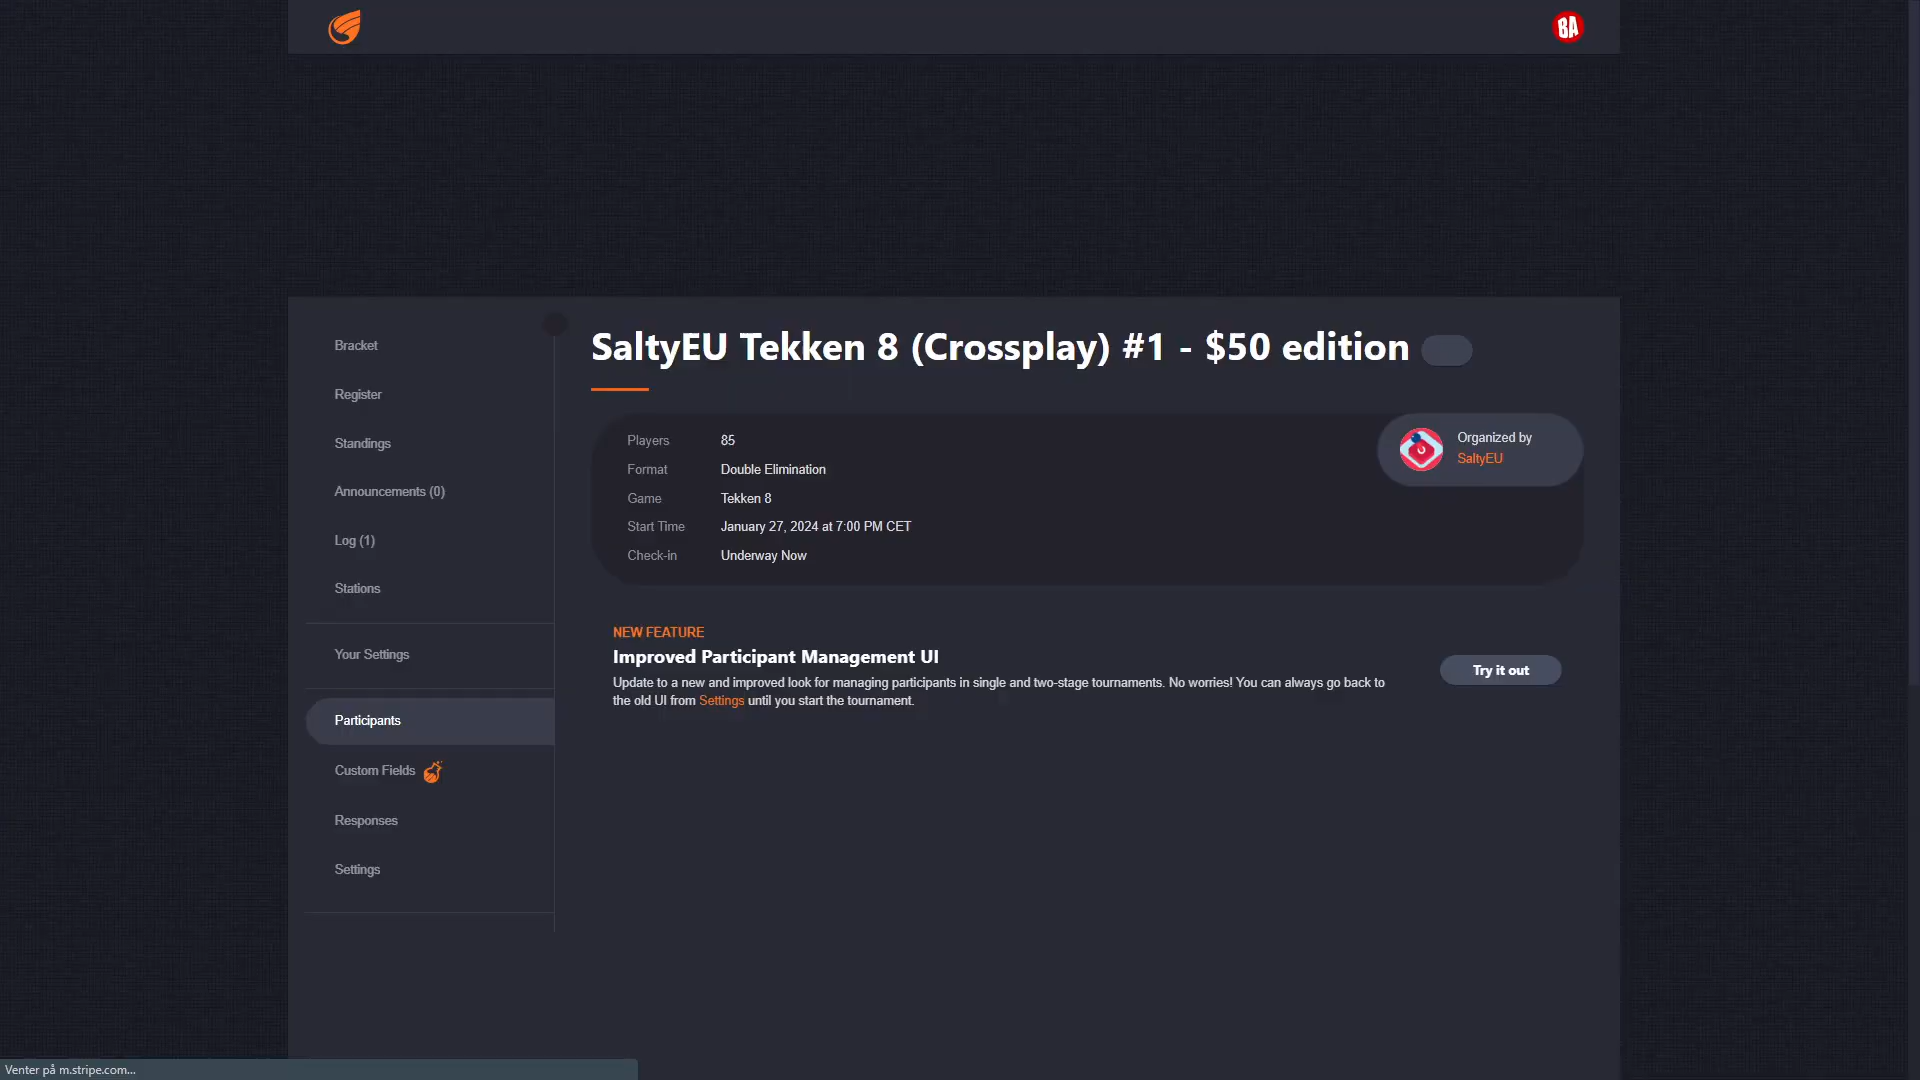 BA
SaltyEU Tekken 8 (Crossplay) #1 - $50 edition
Bracket
Register
Standings
Announcements (0)
Log (1)
Stations
Your Settings
Participants
Custom Fields
Responses
Settings
Players 85
Format Double Elimination
Game Tekken 8
Start Time January 27, 2024 at 7:00 PM CET
Check-in Underway Now
Organized by
SaltyEU
NEW FEATURE
Improved Participant Management UI
Update to a new and improved look for managing participants in single and two-stage tournaments. No worries! You can always go back to
the old UI from Settings until you start the tournament.
Try it out
Venter på m.stripe.com...